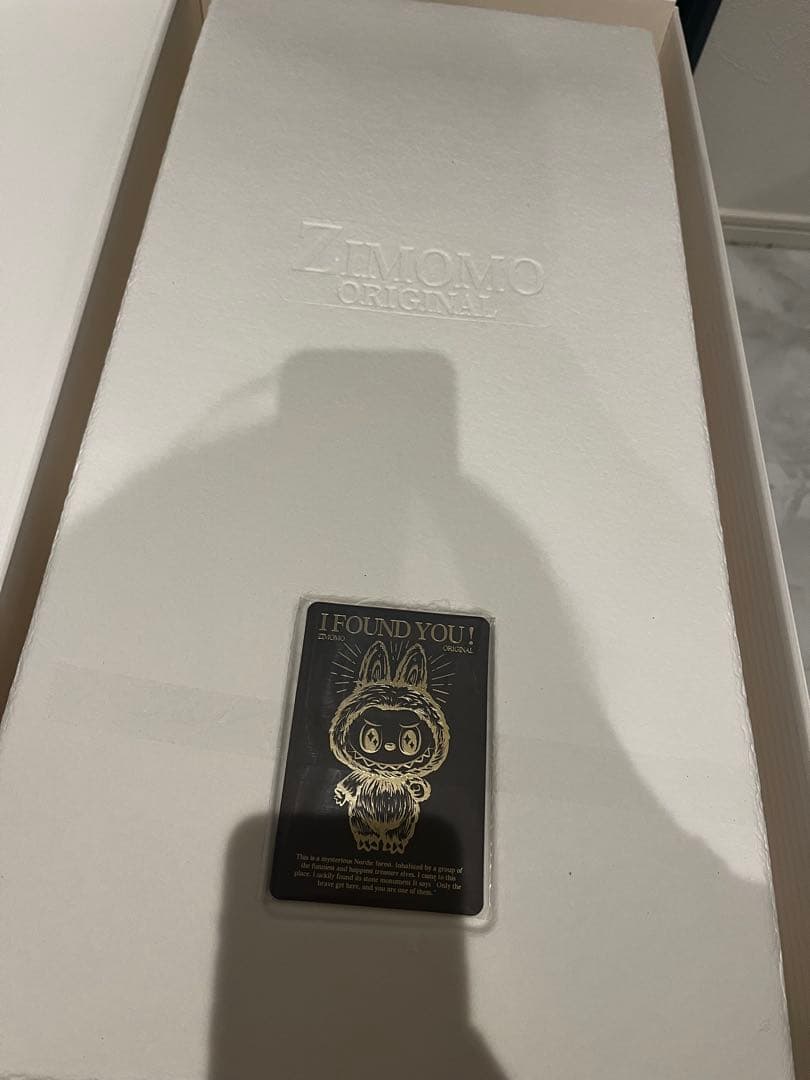 ZIMOMO
ORIGINAL
I FOUND YOU!
ZIMOMO
ORIGINAL
This is a mysterious Nordic forest. Inhabited by a group of
the funniest and happiest treasure elves. I came to this
place. Luckily found its stone monument It says "Only the
brave get here, and you are one of them."